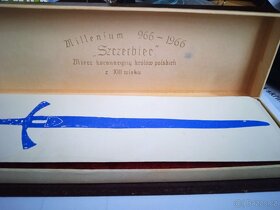 Millenium 966-1966
"Szczerbiec"
Miecz koronacyjny królów polskich
z XIII wieku